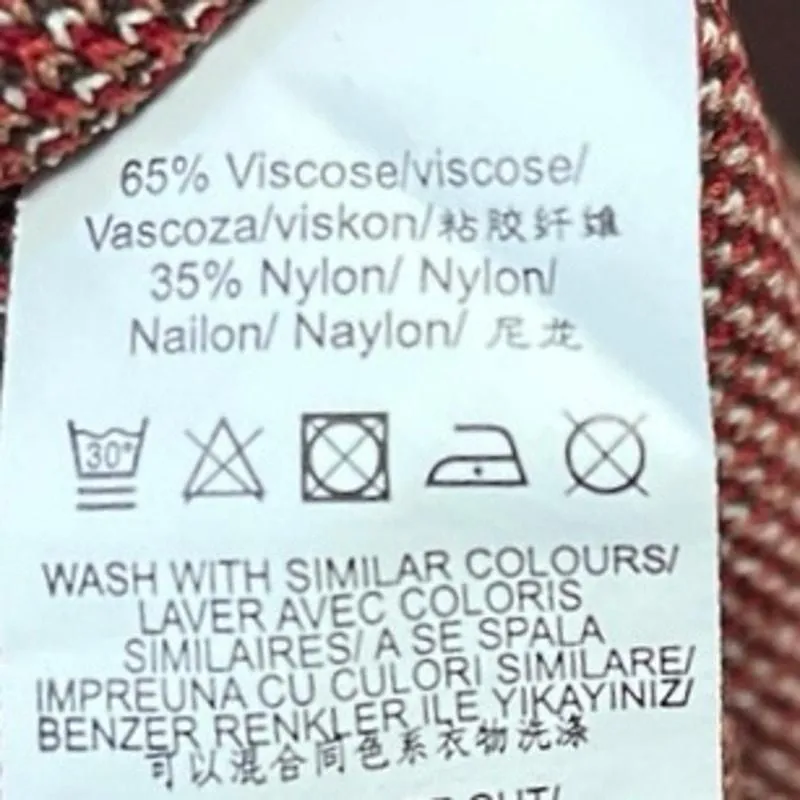 65% Viscose/viscose/
Vascoza/viskon/粘胶纤维
35% Nylon/ Nylon/
Nailon/ Naylon/ 尼龙
30°
WASH WITH SIMILAR COLOURS/
LAVER AVEC COLORIS
SIMILAIRES/ A SE SPALA
IMPREUNA CU CULORI SIMILARE/
BENZER RENKLER ILE YIKAYINIZ/
可以混合同色系衣物洗涤
OUT/